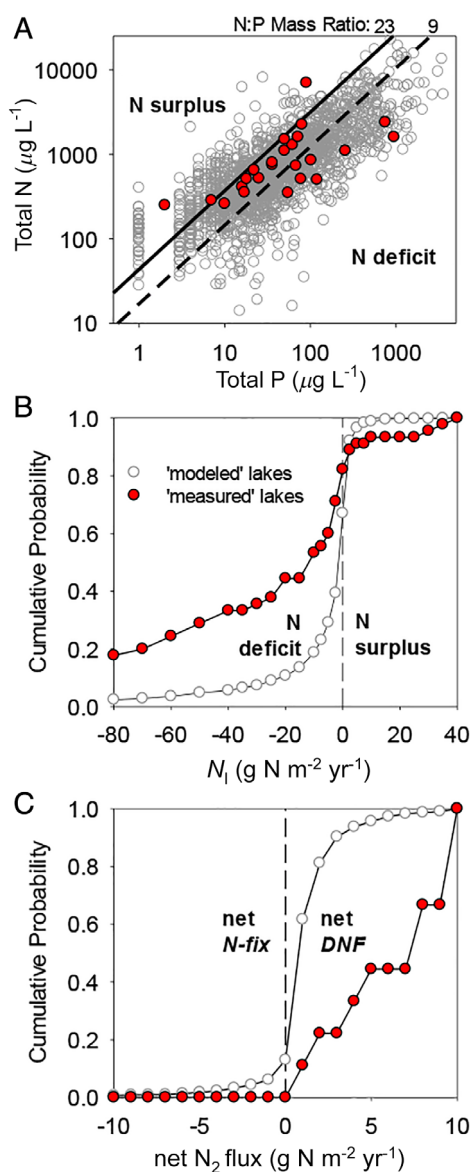 A
N:P Mass Ratio: 23 9
10000
1000
100
10
Total N (μg L⁻¹)
N surplus
N deficit
1 10 100 1000
Total P (μg L⁻¹)
B
1.0
0.8
0.6
0.4
0.2
0.0
Cumulative Probability
'modeled' lakes
'measured' lakes
N deficit
N surplus
-80 -60 -40 -20 0 20 40
N_I (g N m⁻² yr⁻¹)
C
1.0
0.8
0.6
0.4
0.2
0.0
Cumulative Probability
net N-fix
net DNF
-10 -5 0 5 10
net N₂ flux (g N m⁻² yr⁻¹)